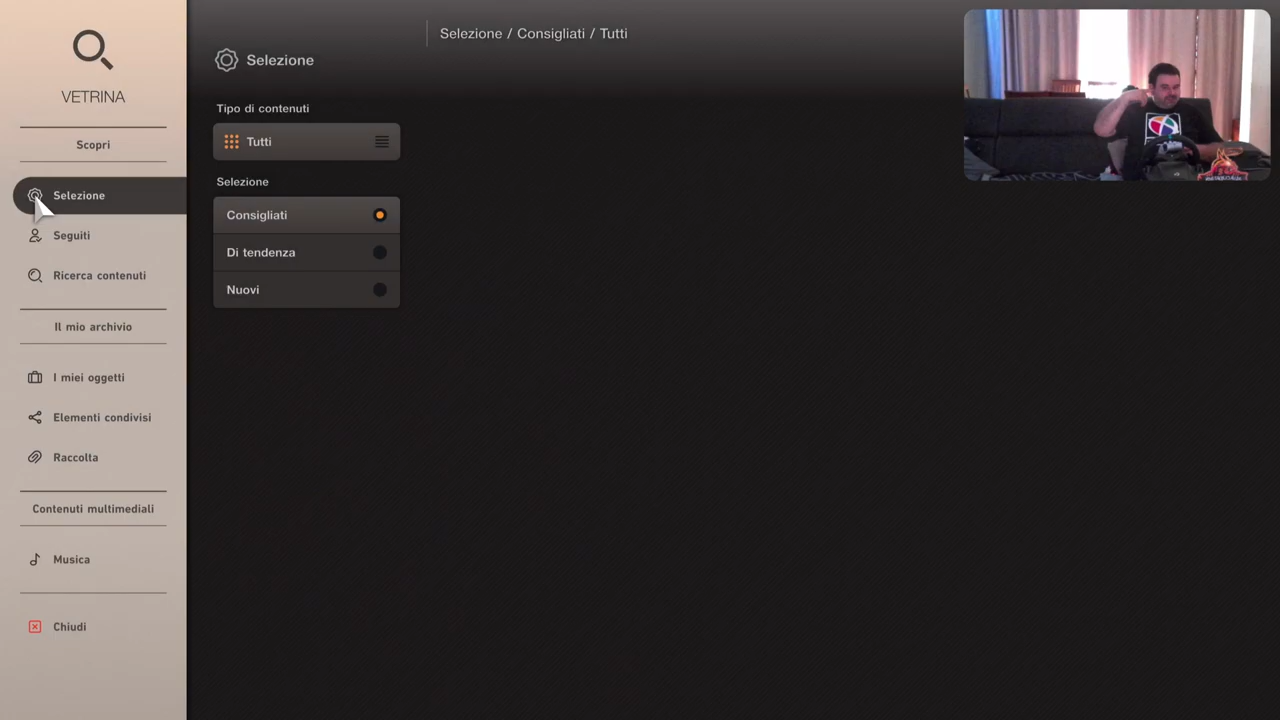 VETRINA
Scopri
Selezione
Seguiti
Ricerca contenuti
Il mio archivio
I miei oggetti
Elementi condivisi
Raccolta
Contenuti multimediali
Musica
Chiudi
Selezione / Consigliati / Tutti
Selezione
Tipo di contenuti
Tutti
Selezione
Consigliati
Di tendenza
Nuovi